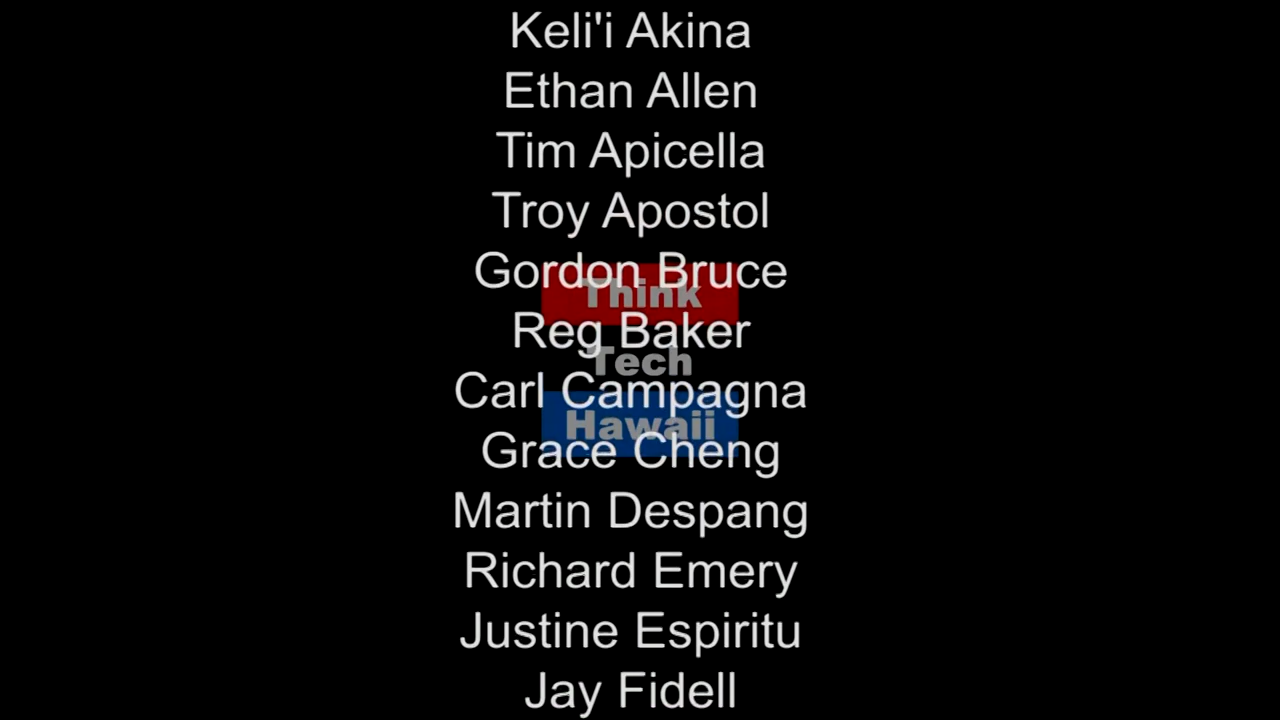 Keli'i Akina
Ethan Allen
Tim Apicella
Troy Apostol
Gordon Bruce
Think
Reg Baker
Tech
Carl Campagna
Hawaii
Grace Cheng
Martin Despang
Richard Emery
Justine Espiritu
Jay Fidell